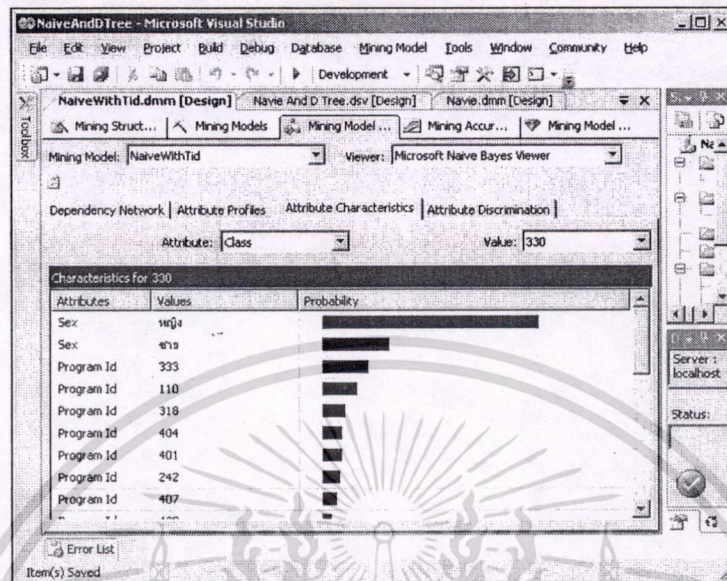 NaiveAndDTree - Microsoft Visual Studio
File Edit View Project Build Debug Database Mining Model Tools Window Community Help
Development
Toolbox
NaiveWithTid.dmm [Design] Navie And D Tree.dsv [Design] Navie.dmm [Design]
Mining Struct... Mining Models Mining Model ... Mining Accur... Mining Model ...
Mining Model: NaiveWithTid Viewer: Microsoft Naive Bayes Viewer
Dependency Network Attribute Profiles Attribute Characteristics Attribute Discrimination
Attribute: Class Value: 330
Characteristics for 330
Attributes Values Probability
Sex หญิง
Sex ชาย
Program Id 333
Program Id 110
Program Id 318
Program Id 404
Program Id 401
Program Id 242
Program Id 407
Server :
localhost
Status:
Error List
Item(s) Saved